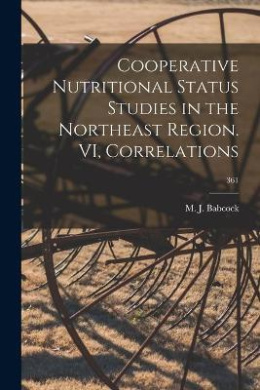 Cooperative
Nutritional Status
Studies in the
Northeast Region.
VI, Correlations
361
M. J. Babcock